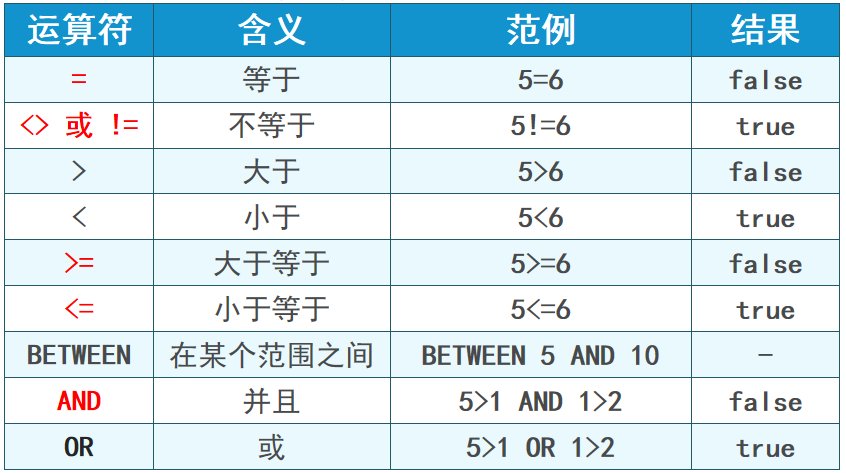 运算符 含义 范例 结果
= 等于 5=6 false
<> 或 != 不等于 5!=6 true
> 大于 5>6 false
< 小于 5<6 true
>= 大于等于 5>=6 false
<= 小于等于 5<=6 true
BETWEEN 在某个范围之间 BETWEEN 5 AND 10 -
AND 并且 5>1 AND 1>2 false
OR 或 5>1 OR 1>2 true